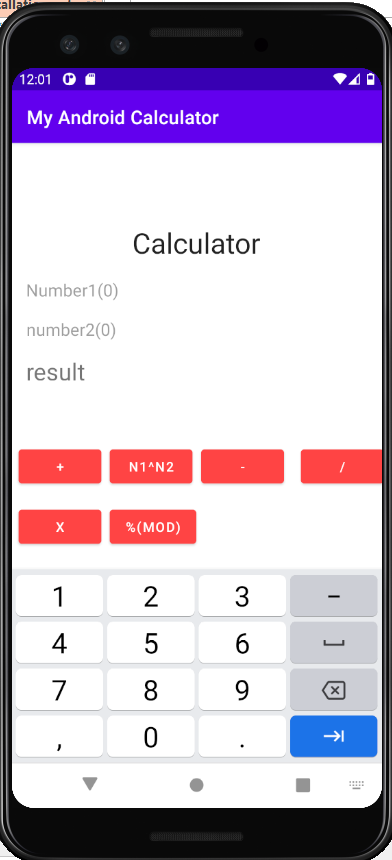 12:01
My Android Calculator
Calculator
Number1(0)
number2(0)
result
+ N1^N2 - /
X %(MOD)
1 2 3 −
4 5 6
7 8 9
, 0 .